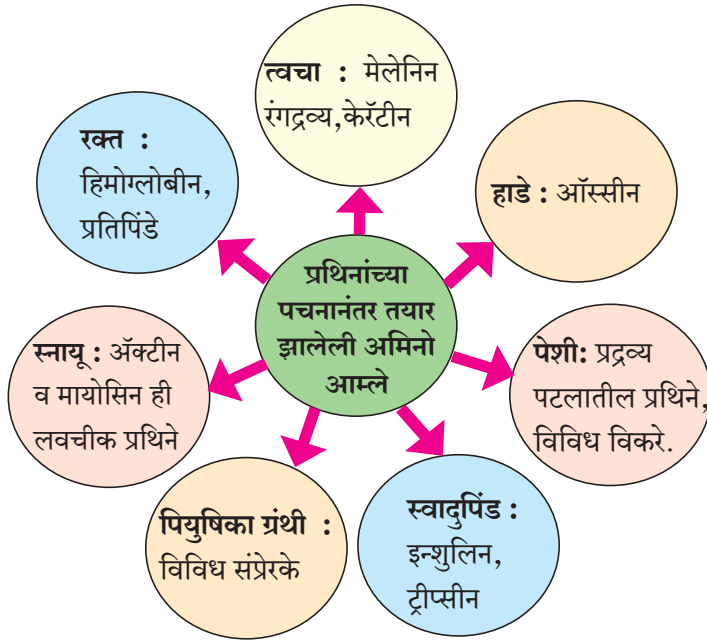 त्वचा : मेलेनिन
रंगद्रव्य,केरॅटीन
रक्त :
हिमोग्लोबीन,
प्रतिपिंडे
हाडे : ऑस्सीन
प्रथिनांच्या
पचनानंतर तयार
झालेली अमिनो
आम्ले
स्नायू : ॲक्टीन
व मायोसिन ही
लवचीक प्रथिने
पेशी: प्रद्रव्य
पटलातील प्रथिने,
विविध विकरे.
पियुषिका ग्रंथी :
विविध संप्रेरके
स्वादुपिंड :
इन्शुलिन,
ट्रीप्सीन